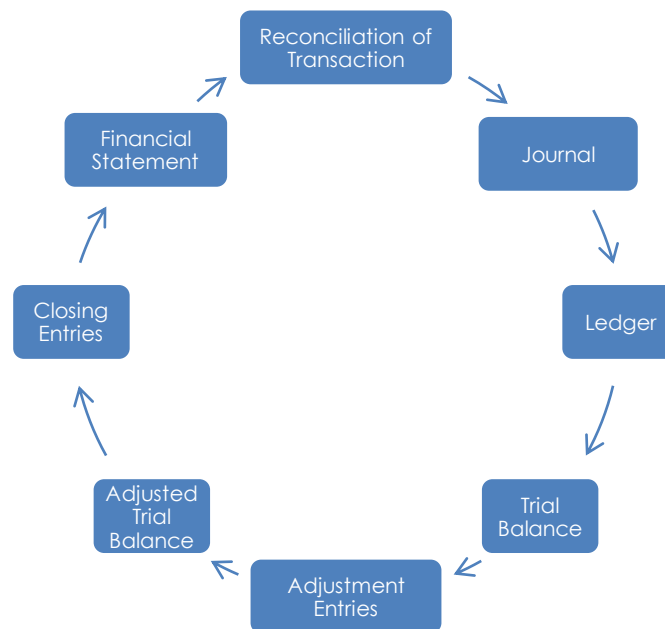 Reconciliation of
Transaction
Journal
Ledger
Trial
Balance
Adjustment
Entries
Adjusted
Trial
Balance
Closing
Entries
Financial
Statement